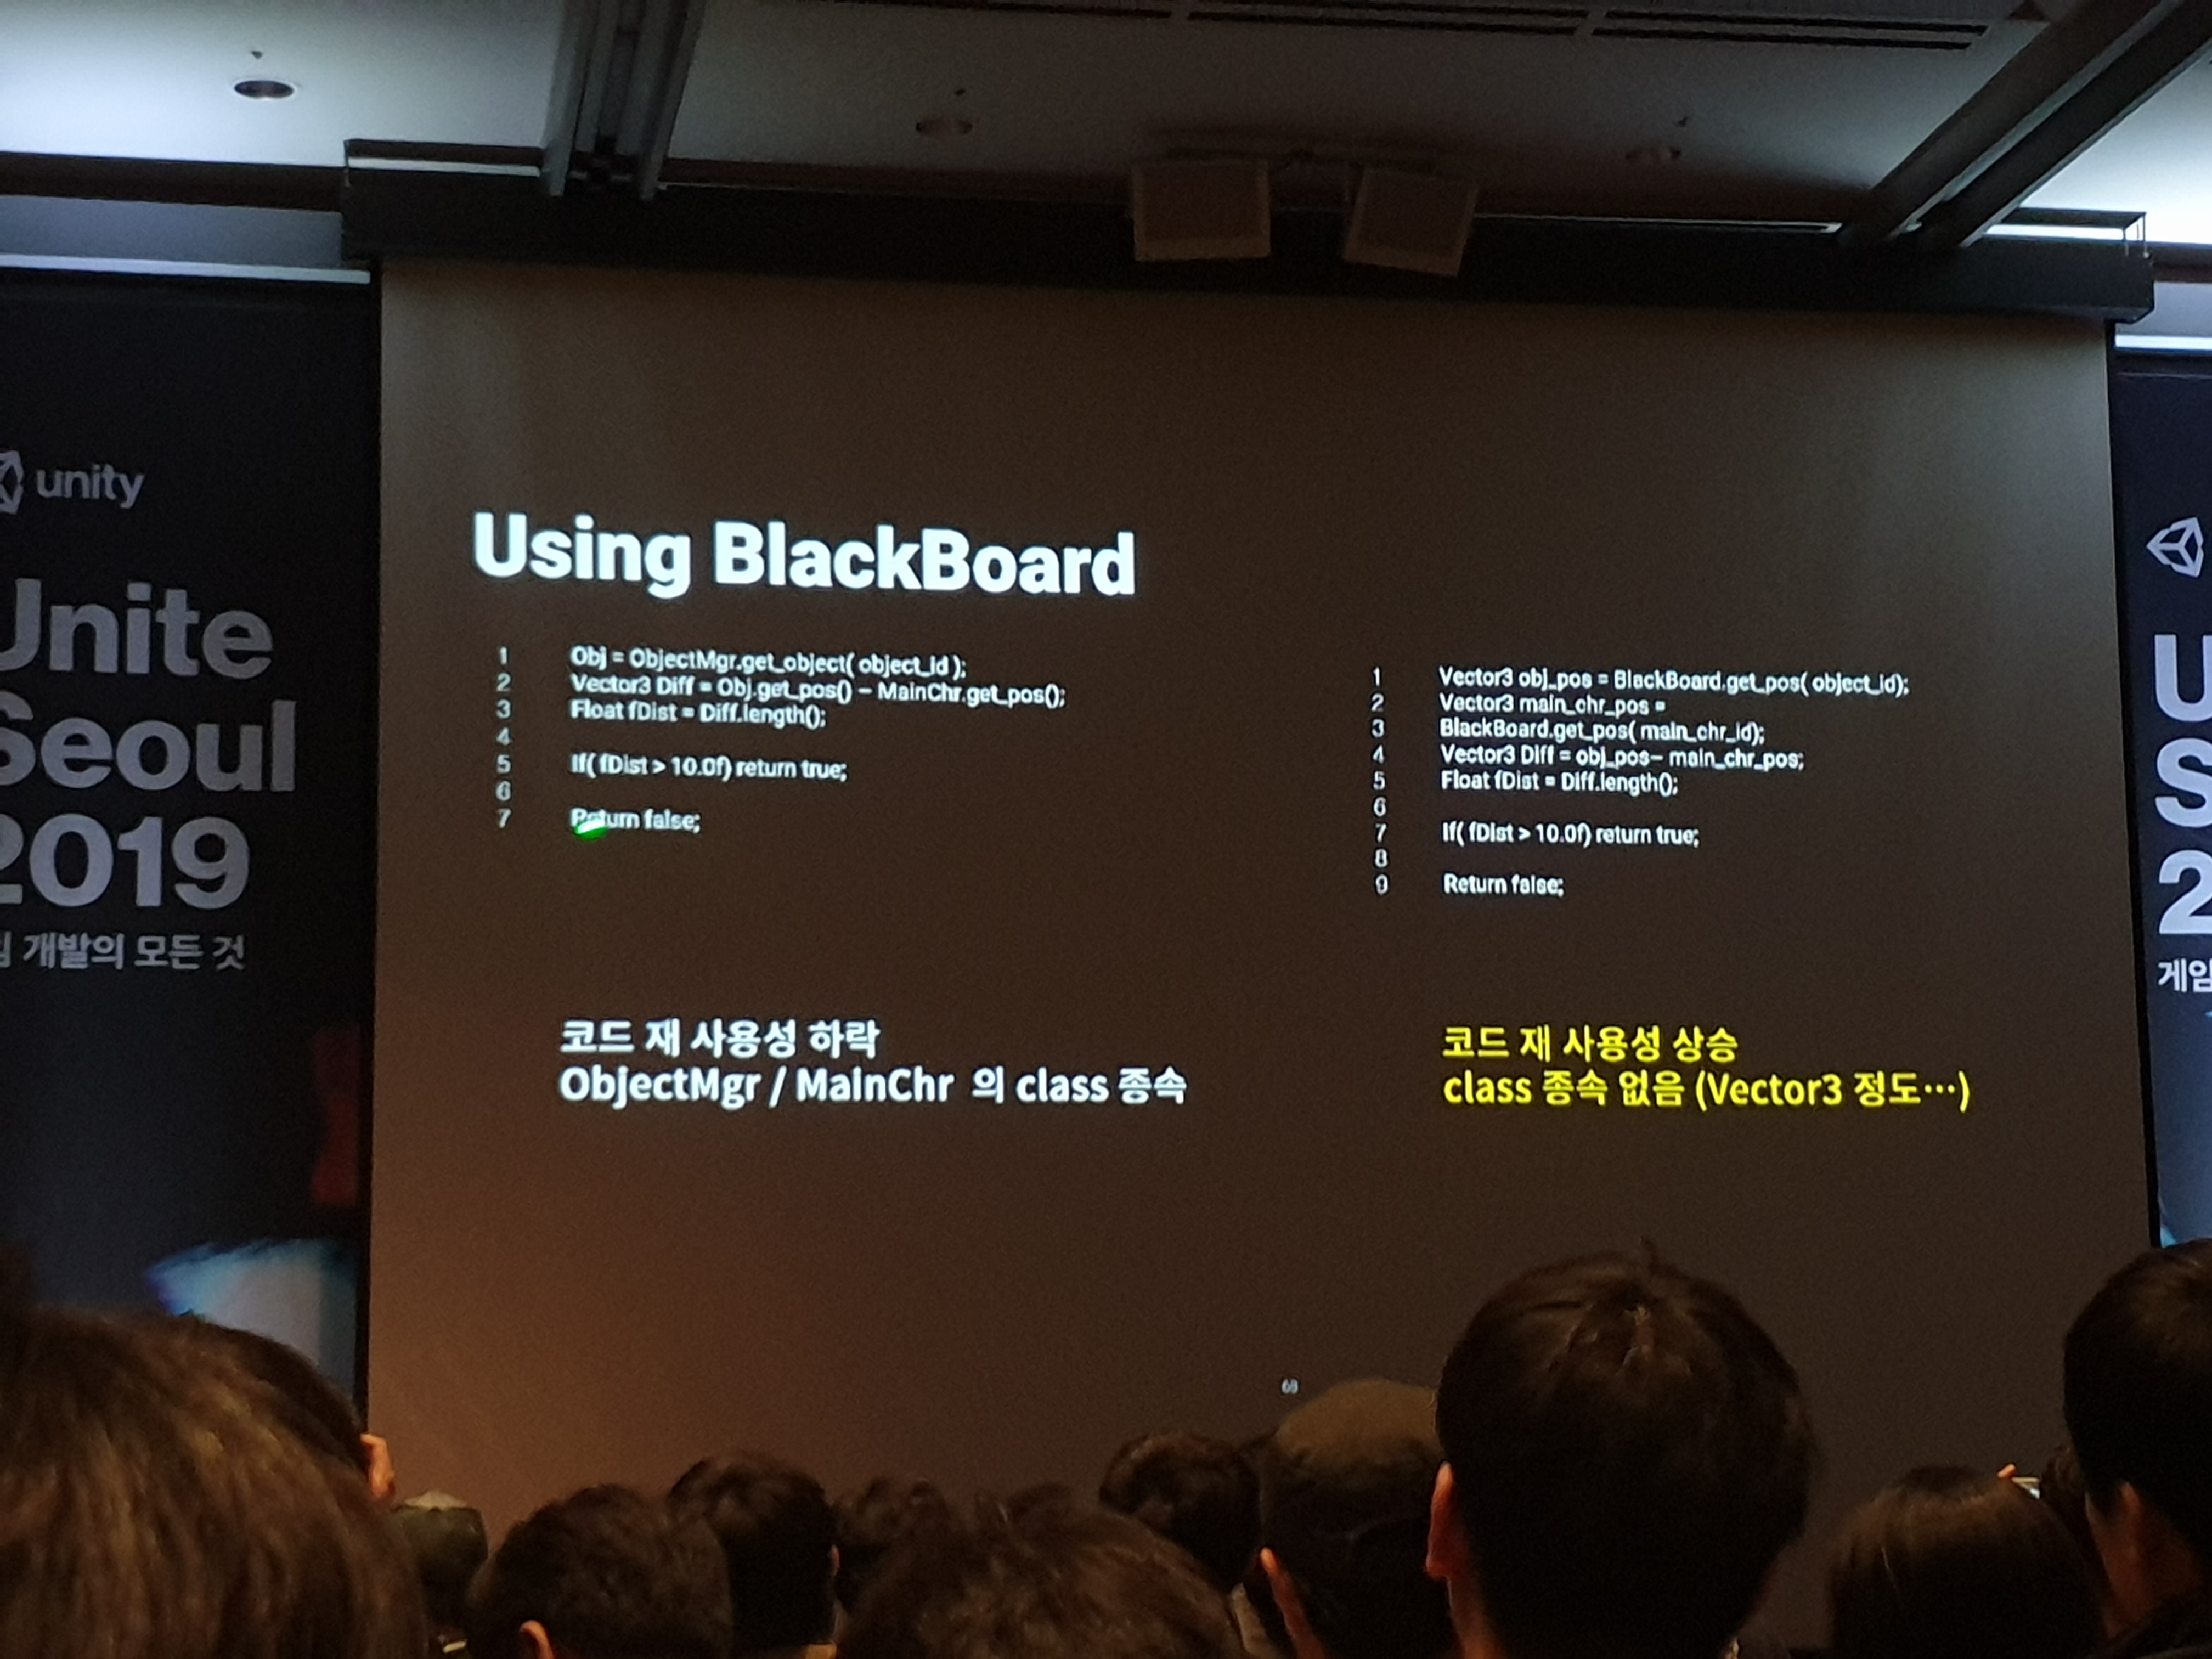 unity
Unite
Seoul
2019
개발의 모든 것
Using BlackBoard
1 Obj = ObjectMgr.get_object( object_id );
2 Vector3 Diff = Obj.get_pos() – MainChr.get_pos();
3 Float fDist = Diff.length();
4
5 If( fDist > 10.0f) return true;
6
7 Return false;
코드 재 사용성 하락
ObjectMgr / MainChr 의 class 종속
1 Vector3 obj_pos = BlackBoard.get_pos( object_id);
2 Vector3 main_chr_pos =
3 BlackBoard.get_pos( main_chr_id);
4 Vector3 Diff = obj_pos– main_chr_pos;
5 Float fDist = Diff.length();
6
7 If( fDist > 10.0f) return true;
8
9 Return false;
코드 재 사용성 상승
class 종속 없음 (Vector3 정도…)
U
S
2
게임